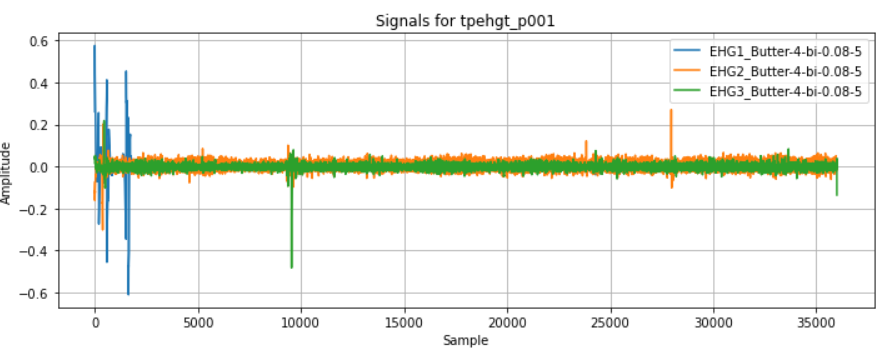 Signals for tpehgt_p001
EHG1_Butter-4-bi-0.08-5
EHG2_Butter-4-bi-0.08-5
EHG3_Butter-4-bi-0.08-5
Amplitude
0.6
0.4
0.2
0.0
−0.2
−0.4
−0.6
0 5000 10000 15000 20000 25000 30000 35000
Sample